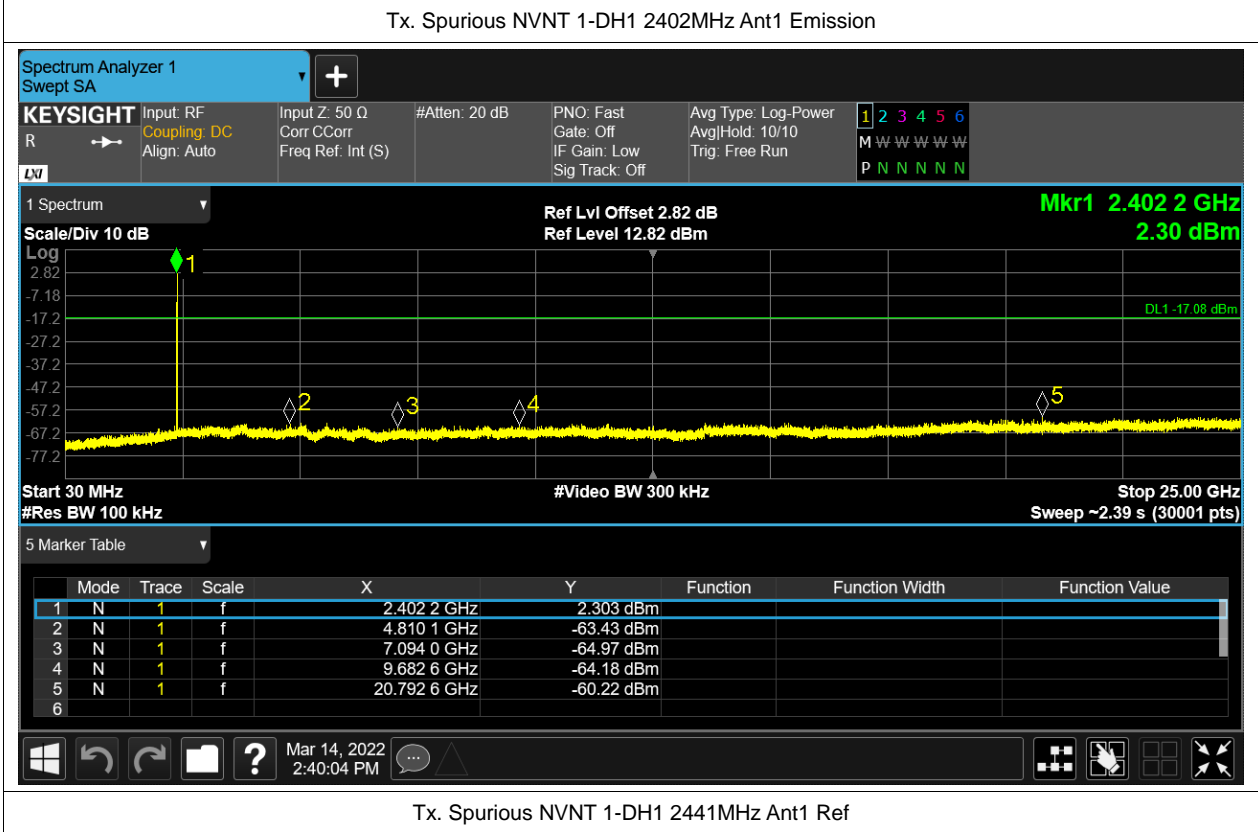 Tx. Spurious NVNT 1-DH1 2402MHz Ant1 Emission
Spectrum Analyzer 1
Swept SA
KEYSIGHT
R
LXI
Input: RF
Coupling: DC
Align: Auto
Input Z: 50 Ω
Corr CCorr
Freq Ref: Int (S)
#Atten: 20 dB
PNO: Fast
Gate: Off
IF Gain: Low
Sig Track: Off
Avg Type: Log-Power
Avg|Hold: 10/10
Trig: Free Run
1 2 3 4 5 6
M W W W W W
P N N N N N
1 Spectrum
Scale/Div 10 dB
Ref Lvl Offset 2.82 dB
Ref Level 12.82 dBm
Mkr1 2.402 2 GHz
2.30 dBm
Log
2.82
-7.18
-17.2
-27.2
-37.2
-47.2
-57.2
-67.2
-77.2
1
2
3
4
5
DL1 -17.08 dBm
Start 30 MHz
#Video BW 300 kHz
Stop 25.00 GHz
#Res BW 100 kHz
Sweep ~2.39 s (30001 pts)
5 Marker Table
Mode Trace Scale X Y Function Function Width Function Value
1 N 1 f 2.402 2 GHz 2.303 dBm
2 N 1 f 4.810 1 GHz -63.43 dBm
3 N 1 f 7.094 0 GHz -64.97 dBm
4 N 1 f 9.682 6 GHz -64.18 dBm
5 N 1 f 20.792 6 GHz -60.22 dBm
6
?
Mar 14, 2022
2:40:04 PM
Tx. Spurious NVNT 1-DH1 2441MHz Ant1 Ref